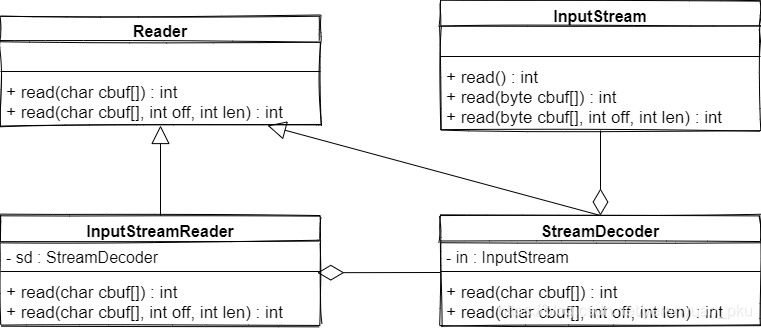 Reader
+ read(char cbuf[]) : int
+ read(char cbuf[], int off, int len) : int
InputStream
+ read() : int
+ read(byte cbuf[]) : int
+ read(byte cbuf[], int off, int len) : int
InputStreamReader
- sd : StreamDecoder
+ read(char cbuf[]) : int
+ read(char cbuf[], int off, int len) : int
StreamDecoder
- in : InputStream
+ read(char cbuf[]) : int
+ read(char cbuf[], int off, int len) : int